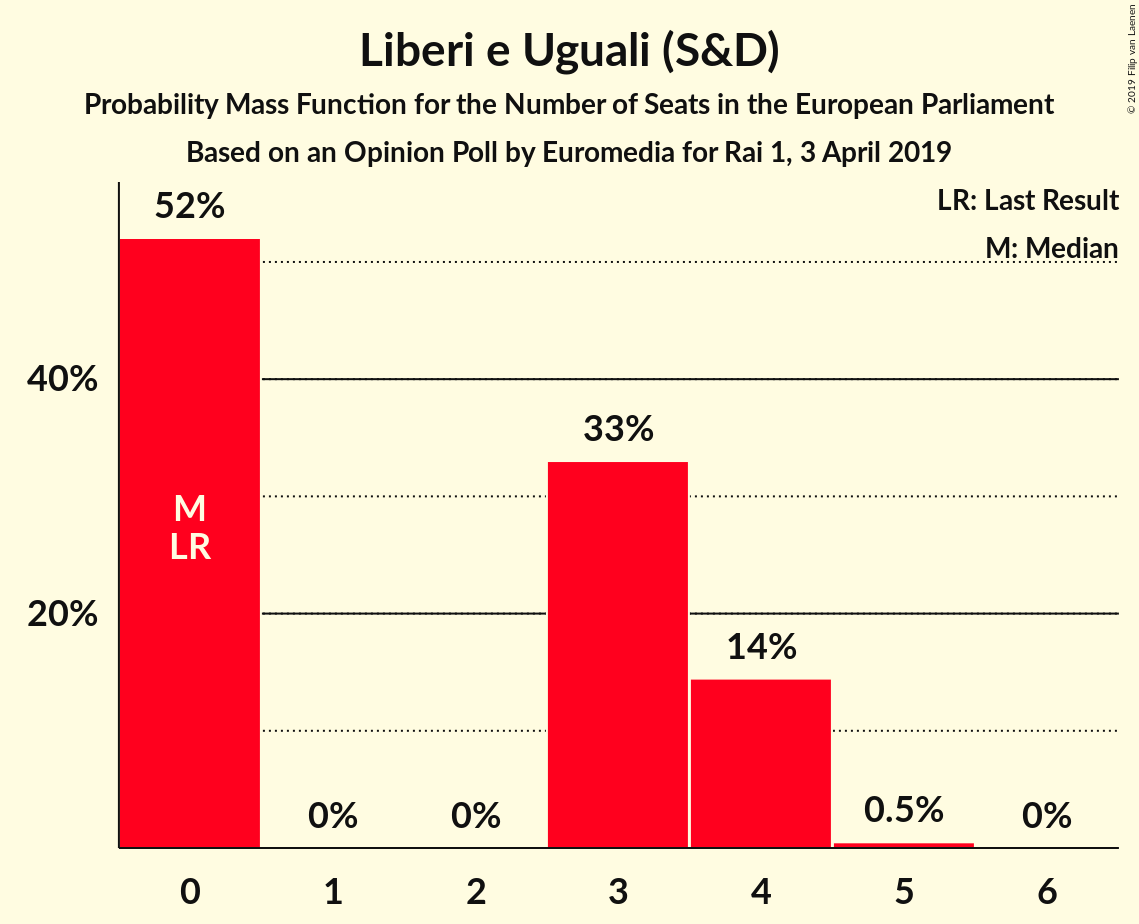 Liberi e Uguali (S&D)
Probability Mass Function for the Number of Seats in the European Parliament
Based on an Opinion Poll by Euromedia for Rai 1, 3 April 2019
© 2019 Filip van Laenen
LR: Last Result
M: Median
52%
40%
33%
M
LR
20%
14%
0%
0%
0.5%
0%
0
1
2
3
4
5
6